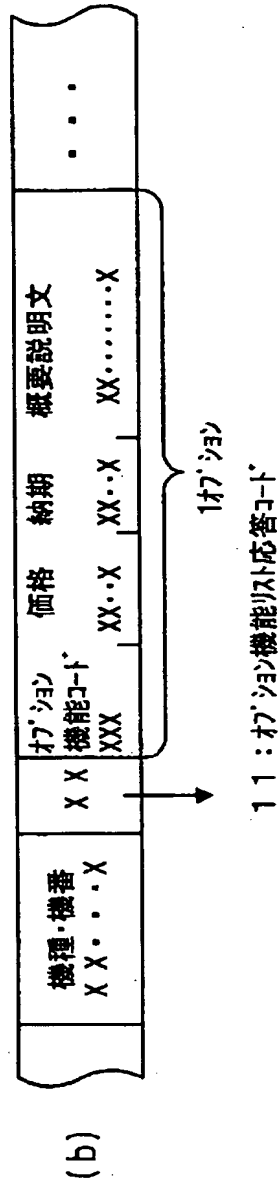 (b)
機種・機番
XX・・・・X
XX
オプション
機能コード
XXX
価格
XX・・X
納期
XX・・X
概要説明文
XX・・・・・・・・X
・・・
1オプション
11:オプション機能リスト応答コード